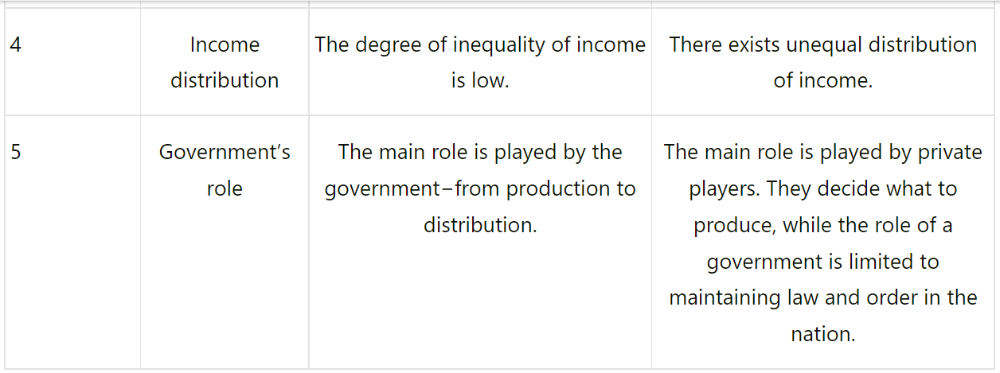 4
Income
distribution
The degree of inequality of income
is low.
There exists unequal distribution
of income.
5
Government’s
role
The main role is played by the
government–from production to
distribution.
The main role is played by private
players. They decide what to
produce, while the role of a
government is limited to
maintaining law and order in the
nation.